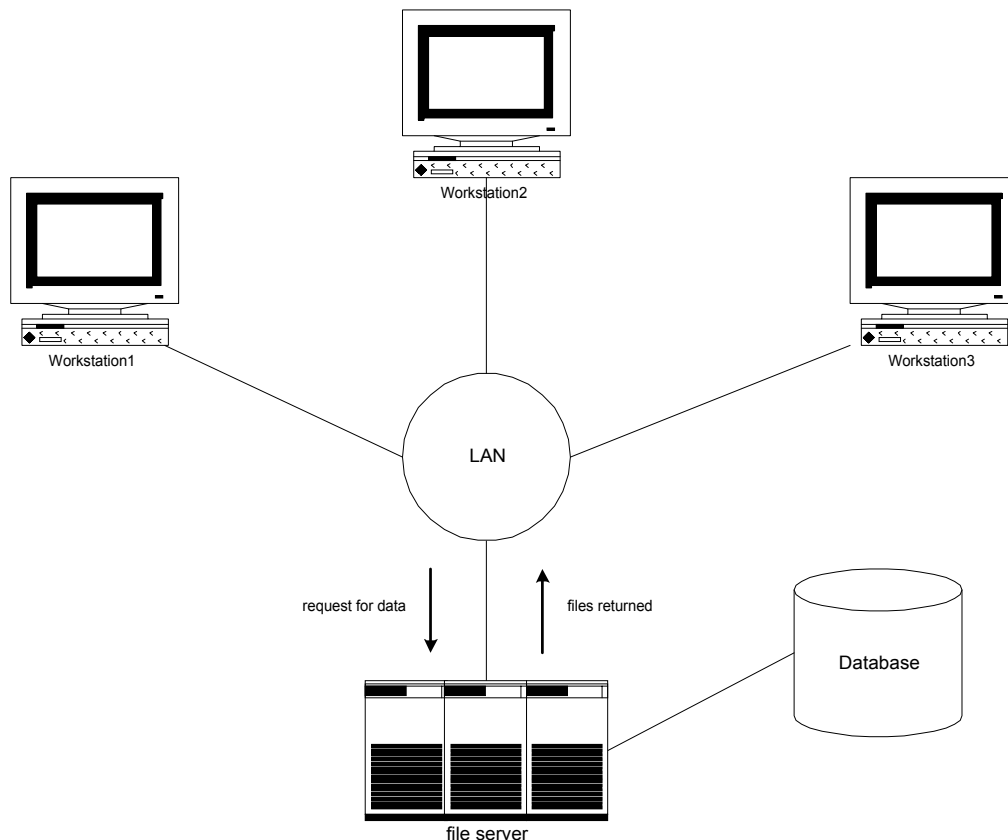 Workstation2
Workstation1
Workstation3
LAN
request for data
files returned
Database
file server